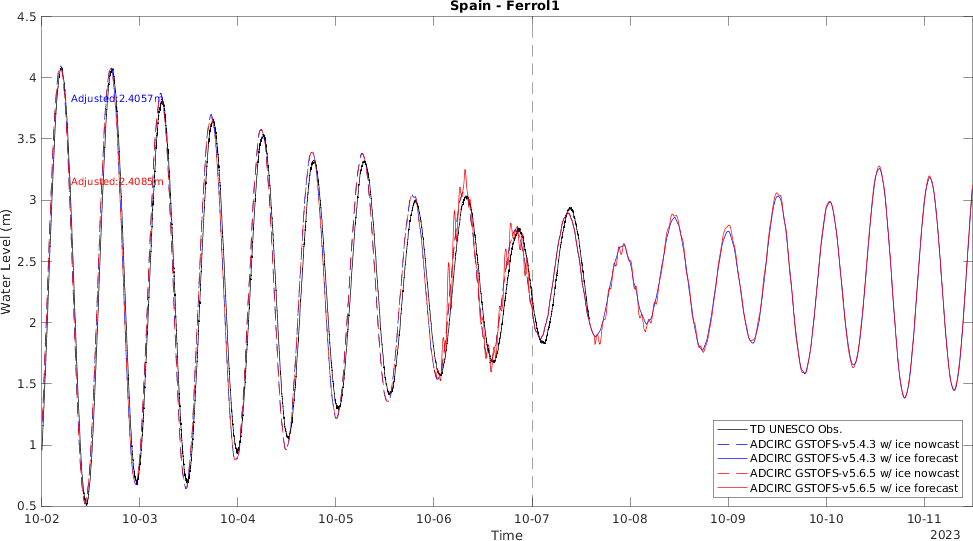 Spain - Ferrol1
4.5
4
3.5
3
2.5
2
1.5
1
0.5
Water Level (m)
Adjusted:2.4057m
Adjusted:2.4085m
TD UNESCO Obs.
ADCIRC GSTOFS-v5.4.3 w/ ice nowcast
ADCIRC GSTOFS-v5.4.3 w/ ice forecast
ADCIRC GSTOFS-v5.6.5 w/ ice nowcast
ADCIRC GSTOFS-v5.6.5 w/ ice forecast
10-02 10-03 10-04 10-05 10-06 10-07 10-08 10-09 10-10 10-11
Time
2023